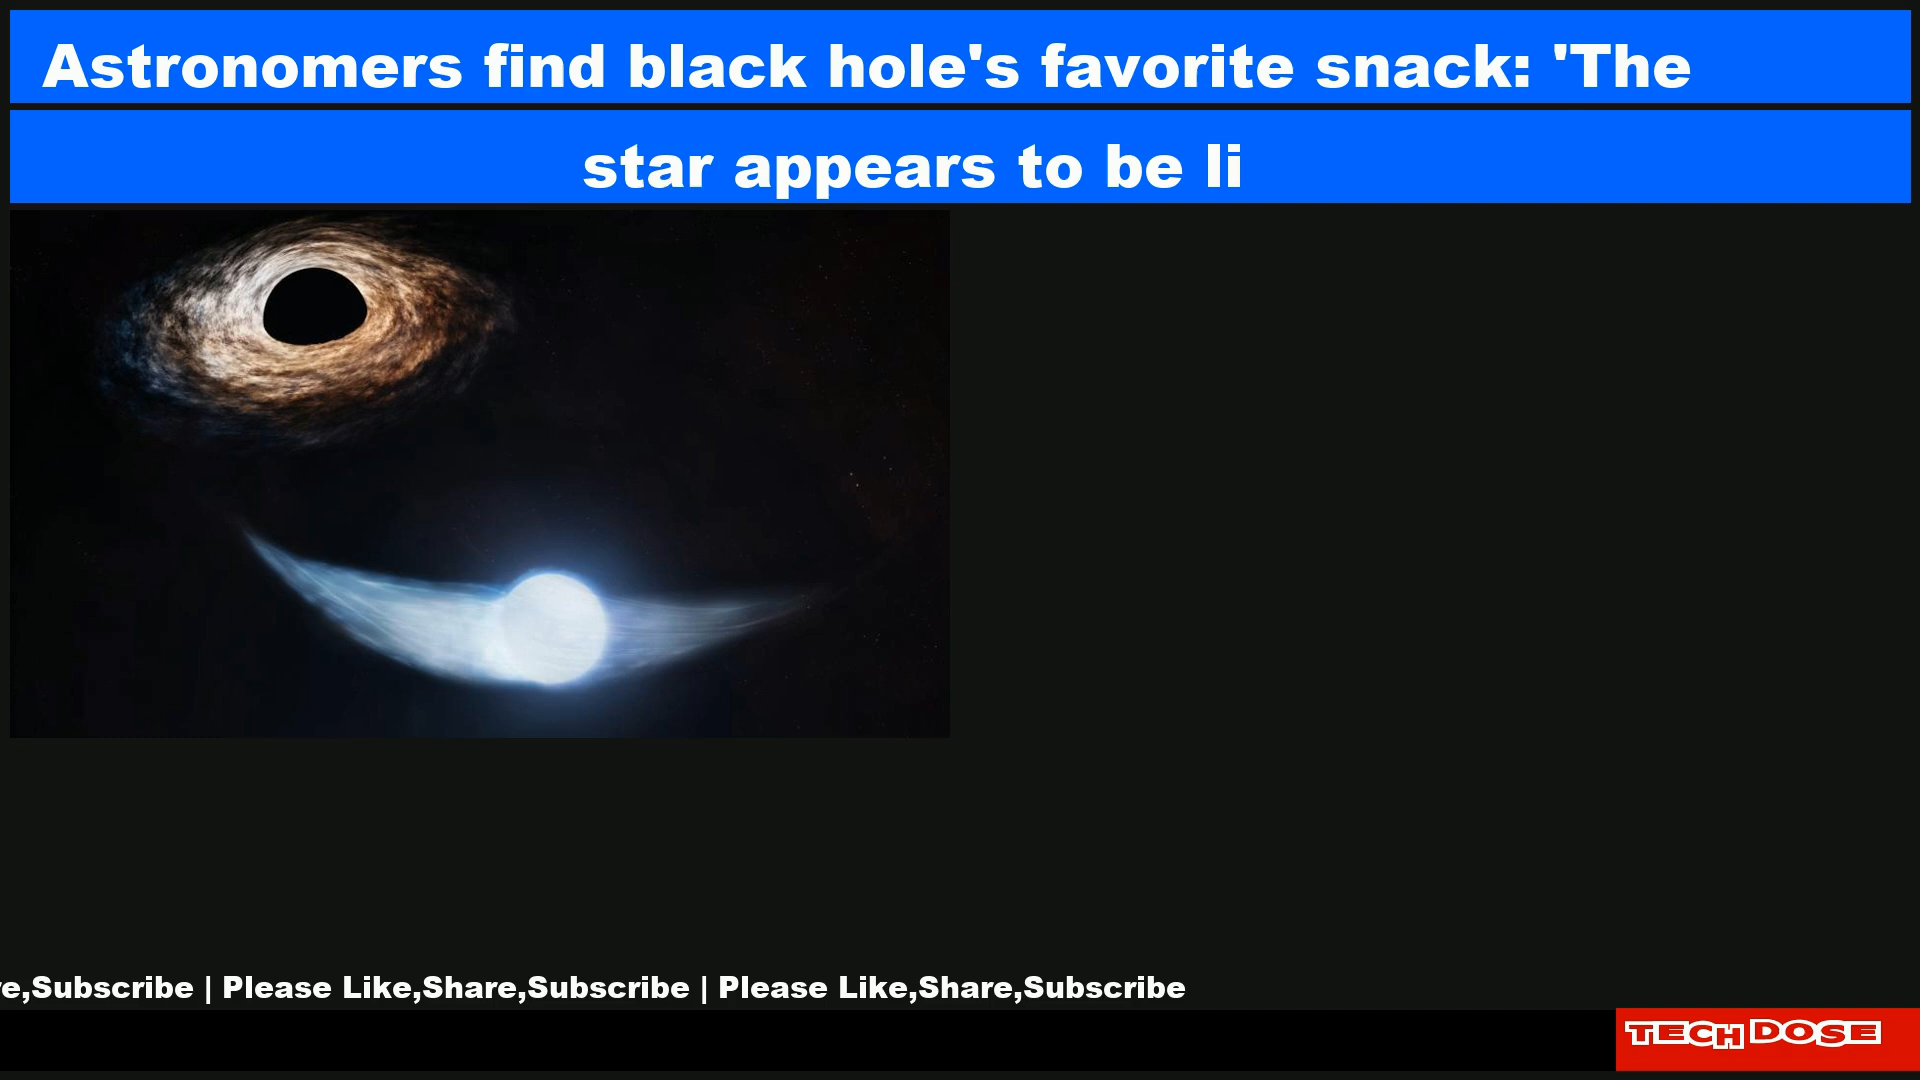 Astronomers find black hole's favorite snack: 'The
star appears to be li
e,Subscribe | Please Like,Share,Subscribe | Please Like,Share,Subscribe
TECH DOSE